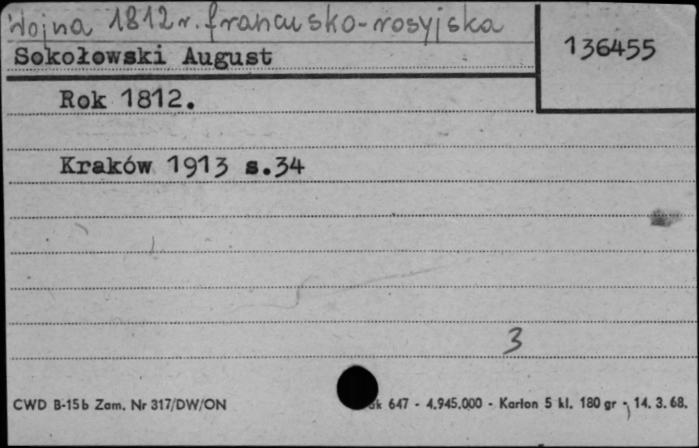 Wojna 1812 r. francusko-rosyjska
136455
Sokołowski August
Rok 1812.
Kraków 1913 s.34
3
CWD B-15b Zam. Nr 317/DW/ON
647 - 4.945.000 - Karton 5 kl. 180 gr - 14. 3. 68.